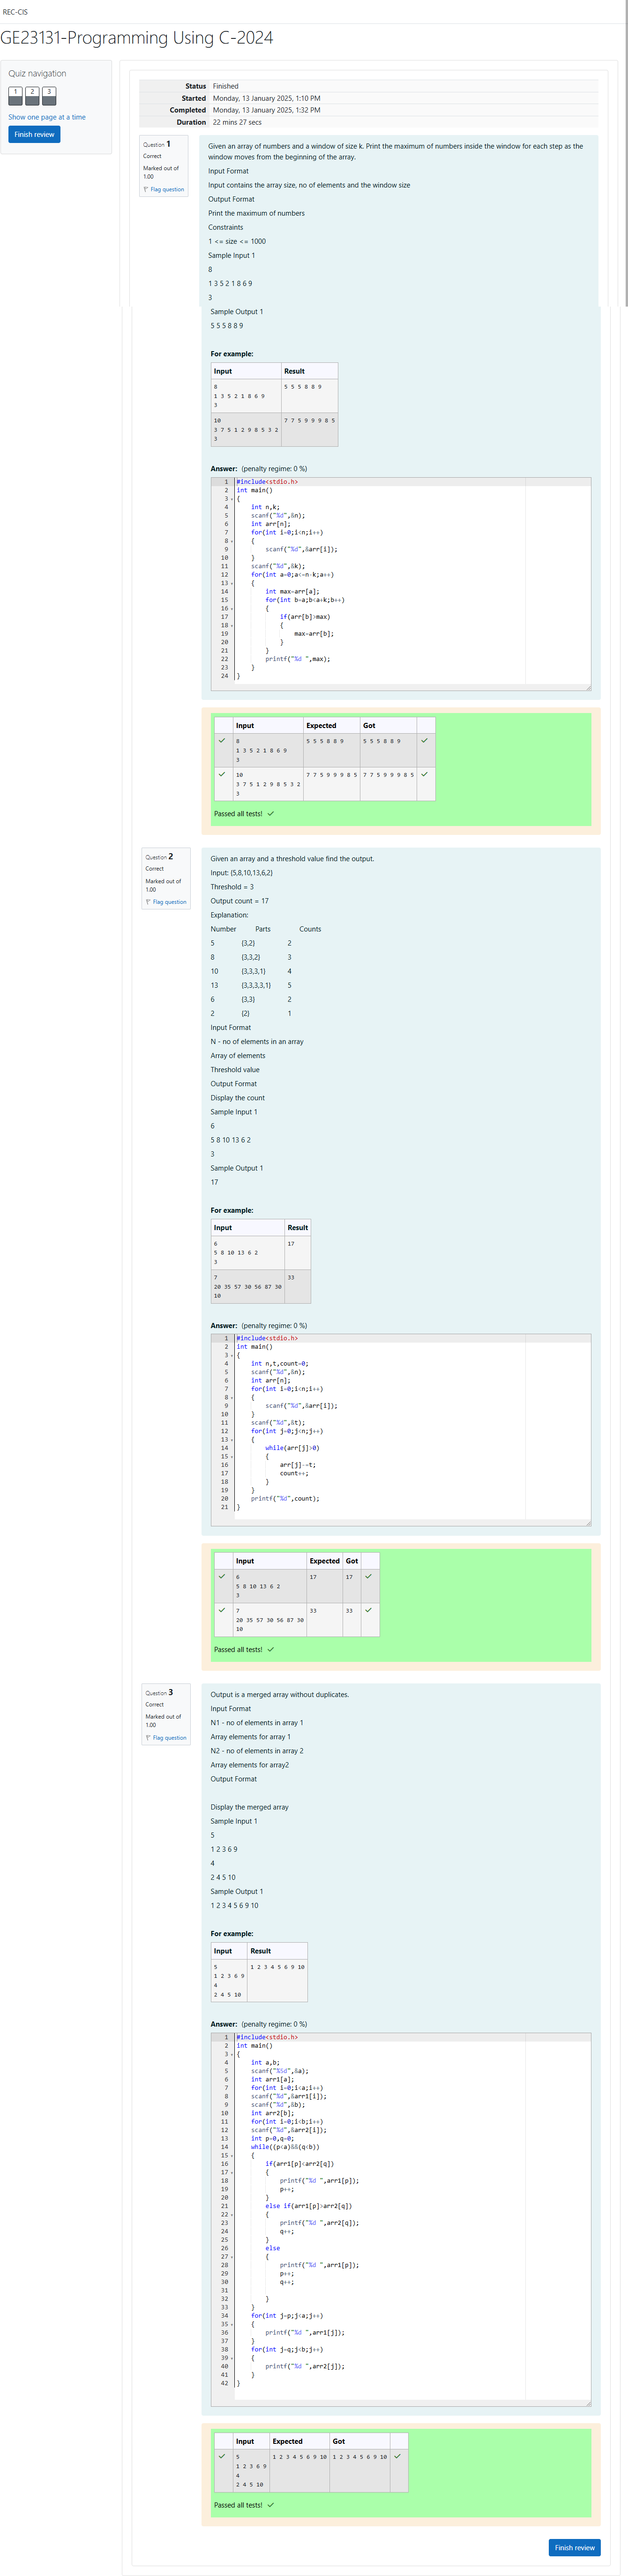 REC-CIS
GE23131-Programming Using C-2024
Quiz navigation
1 2 3
Show one page at a time
Finish review
Status Finished
Started Monday, 13 January 2025, 1:10 PM
Completed Monday, 13 January 2025, 1:32 PM
Duration 22 mins 27 secs
Question 1
Correct
Marked out of
1.00
Flag question
Given an array of numbers and a window of size k. Print the maximum of numbers inside the window for each step as the
window moves from the beginning of the array.
Input Format
Input contains the array size, no of elements and the window size
Output Format
Print the maximum of numbers
Constraints
1 <= size <= 1000
Sample Input 1
8
1 3 5 2 1 8 6 9
3
Sample Output 1
5 5 5 8 8 9
For example:
Input Result
8 5 5 5 8 8 9
1 3 5 2 1 8 6 9
3
10 7 7 5 9 9 9 8 5
3 7 5 1 2 9 8 5 3 2
3
Answer: (penalty regime: 0 %)
1 #include<stdio.h>
2 int main()
3 {
4 int n,k;
5 scanf("%d",&n);
6 int arr[n];
7 for(int i=0;i<n;i++)
8 {
9 scanf("%d",&arr[i]);
10 }
11 scanf("%d",&k);
12 for(int a=0;a<=n-k;a++)
13 {
14 int max=arr[a];
15 for(int b=a;b<a+k;b++)
16 {
17 if(arr[b]>max)
18 {
19 max=arr[b];
20 }
21 }
22 printf("%d ",max);
23 }
24 }
Input Expected Got
8 5 5 5 8 8 9 5 5 5 8 8 9
1 3 5 2 1 8 6 9
3
10 7 7 5 9 9 9 8 5 7 7 5 9 9 9 8 5
3 7 5 1 2 9 8 5 3 2
3
Passed all tests!
Question 2
Correct
Marked out of
1.00
Flag question
Given an array and a threshold value find the output.
Input: {5,8,10,13,6,2}
Threshold = 3
Output count = 17
Explanation:
Number Parts Counts
5 {3,2} 2
8 {3,3,2} 3
10 {3,3,3,1} 4
13 {3,3,3,3,1} 5
6 {3,3} 2
2 {2} 1
Input Format
N - no of elements in an array
Array of elements
Threshold value
Output Format
Display the count
Sample Input 1
6
5 8 10 13 6 2
3
Sample Output 1
17
For example:
Input Result
6 17
5 8 10 13 6 2
3
7 33
20 35 57 30 56 87 30
10
Answer: (penalty regime: 0 %)
1 #include<stdio.h>
2 int main()
3 {
4 int n,t,count=0;
5 scanf("%d",&n);
6 int arr[n];
7 for(int i=0;i<n;i++)
8 {
9 scanf("%d",&arr[i]);
10 }
11 scanf("%d",&t);
12 for(int j=0;j<n;j++)
13 {
14 while(arr[j]>0)
15 {
16 arr[j]-=t;
17 count++;
18 }
19 }
20 printf("%d",count);
21 }
Input Expected Got
6 17 17
5 8 10 13 6 2
3
7 33 33
20 35 57 30 56 87 30
10
Passed all tests!
Question 3
Correct
Marked out of
1.00
Flag question
Output is a merged array without duplicates.
Input Format
N1 - no of elements in array 1
Array elements for array 1
N2 - no of elements in array 2
Array elements for array2
Output Format
Display the merged array
Sample Input 1
5
1 2 3 6 9
4
2 4 5 10
Sample Output 1
1 2 3 4 5 6 9 10
For example:
Input Result
5 1 2 3 4 5 6 9 10
1 2 3 6 9
4
2 4 5 10
Answer: (penalty regime: 0 %)
1 #include<stdio.h>
2 int main()
3 {
4 int a,b;
5 scanf("%d",&a);
6 int arr1[a];
7 for(int i=0;i<a;i++)
8 scanf("%d",&arr1[i]);
9 scanf("%d",&b);
10 int arr2[b];
11 for(int i=0;i<b;i++)
12 scanf("%d",&arr2[i]);
13 int p=0,q=0;
14 while((p<a)&&(q<b))
15 {
16 if(arr1[p]<arr2[q])
17 {
18 printf("%d ",arr1[p]);
19 p++;
20 }
21 else if(arr1[p]>arr2[q])
22 {
23 printf("%d ",arr2[q]);
24 q++;
25 }
26 else
27 {
28 printf("%d ",arr1[p]);
29 p++;
30 q++;
31
32 }
33 }
34 for(int j=p;j<a;j++)
35 {
36 printf("%d ",arr1[j]);
37 }
38 for(int j=q;j<b;j++)
39 {
40 printf("%d ",arr2[j]);
41 }
42 }
Input Expected Got
5 1 2 3 4 5 6 9 10 1 2 3 4 5 6 9 10
1 2 3 6 9
4
2 4 5 10
Passed all tests!
Finish review